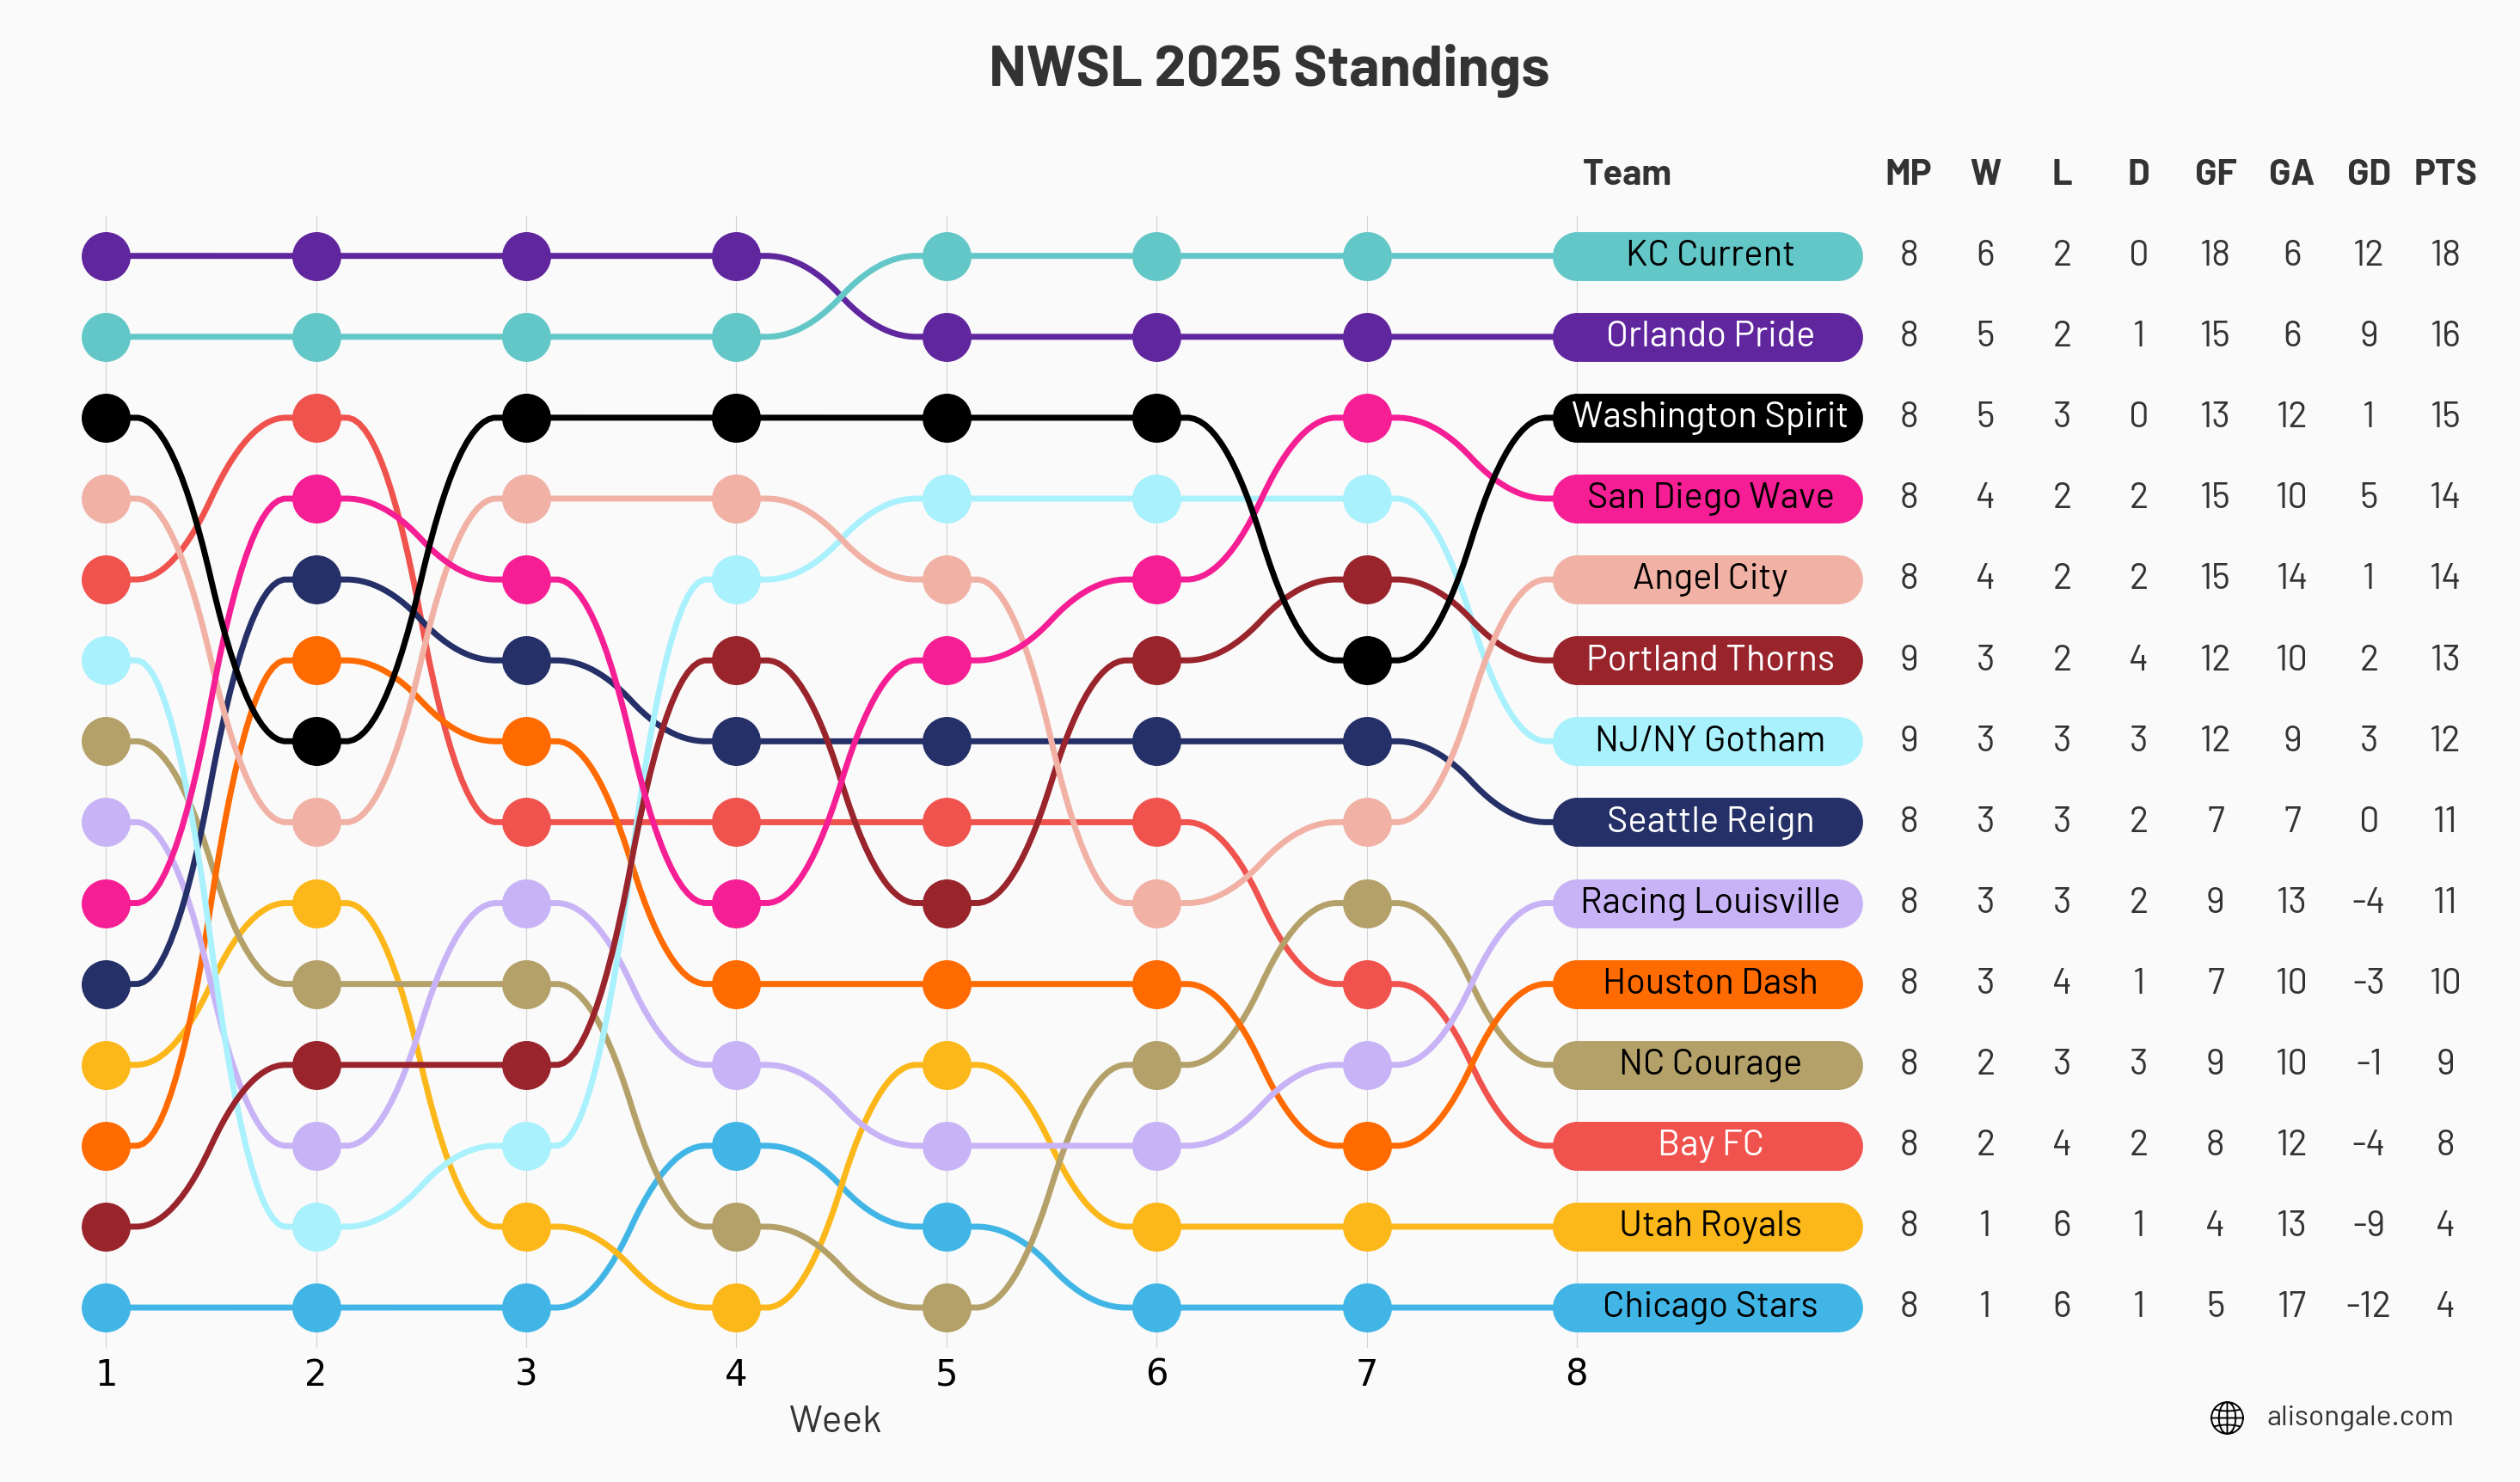 NWSL 2025 Standings
Team MP W L D GF GA GD PTS
KC Current 8 6 2 0 18 6 12 18
Orlando Pride 8 5 2 1 15 6 9 16
Washington Spirit 8 5 3 0 13 12 1 15
San Diego Wave 8 4 2 2 15 10 5 14
Angel City 8 4 2 2 15 14 1 14
Portland Thorns 9 3 2 4 12 10 2 13
NJ/NY Gotham 9 3 3 3 12 9 3 12
Seattle Reign 8 3 3 2 7 7 0 11
Racing Louisville 8 3 3 2 9 13 -4 11
Houston Dash 8 3 4 1 7 10 -3 10
NC Courage 8 2 3 3 9 10 -1 9
Bay FC 8 2 4 2 8 12 -4 8
Utah Royals 8 1 6 1 4 13 -9 4
Chicago Stars 8 1 6 1 5 17 -12 4
1 2 3 4 5 6 7 8
Week
alisongale.com